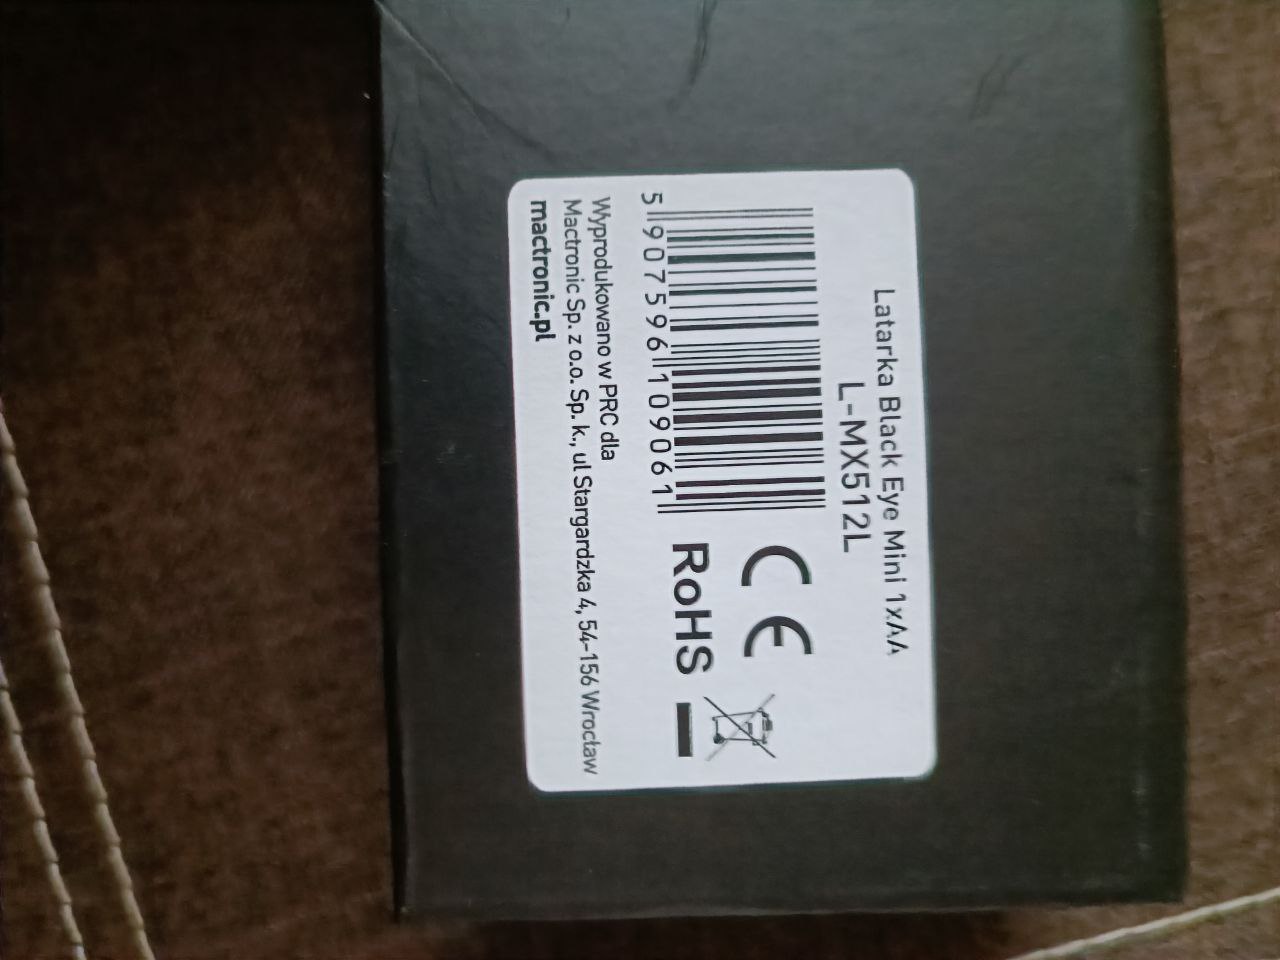 Latarka Black Eye Mini 1xAA
L-MX512L
5 907596 109061
CE
RoHS
Wyprodukowano w PRC dla
Mactronic Sp. z o.o. Sp. k., ul Stargardzka 4, 54-156 Wrocław
mactronic.pl